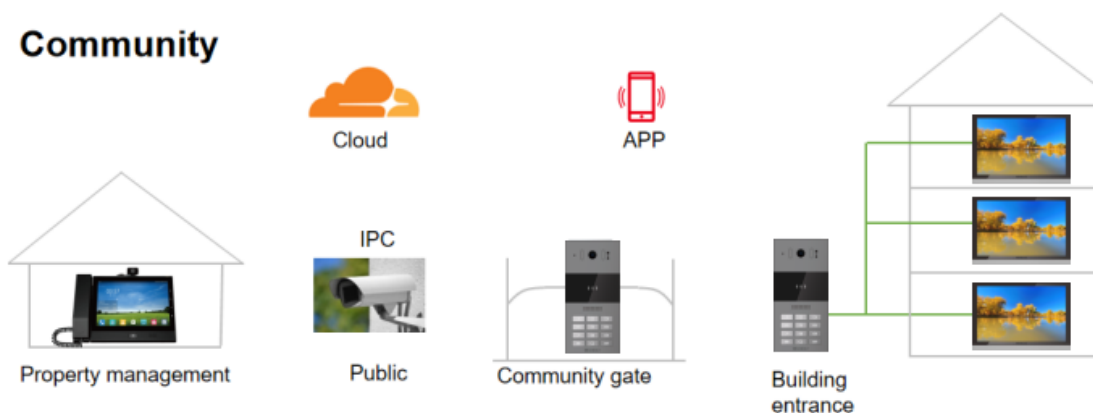 Community
Cloud
APP
IPC
Property management
Public
Community gate
Building
entrance